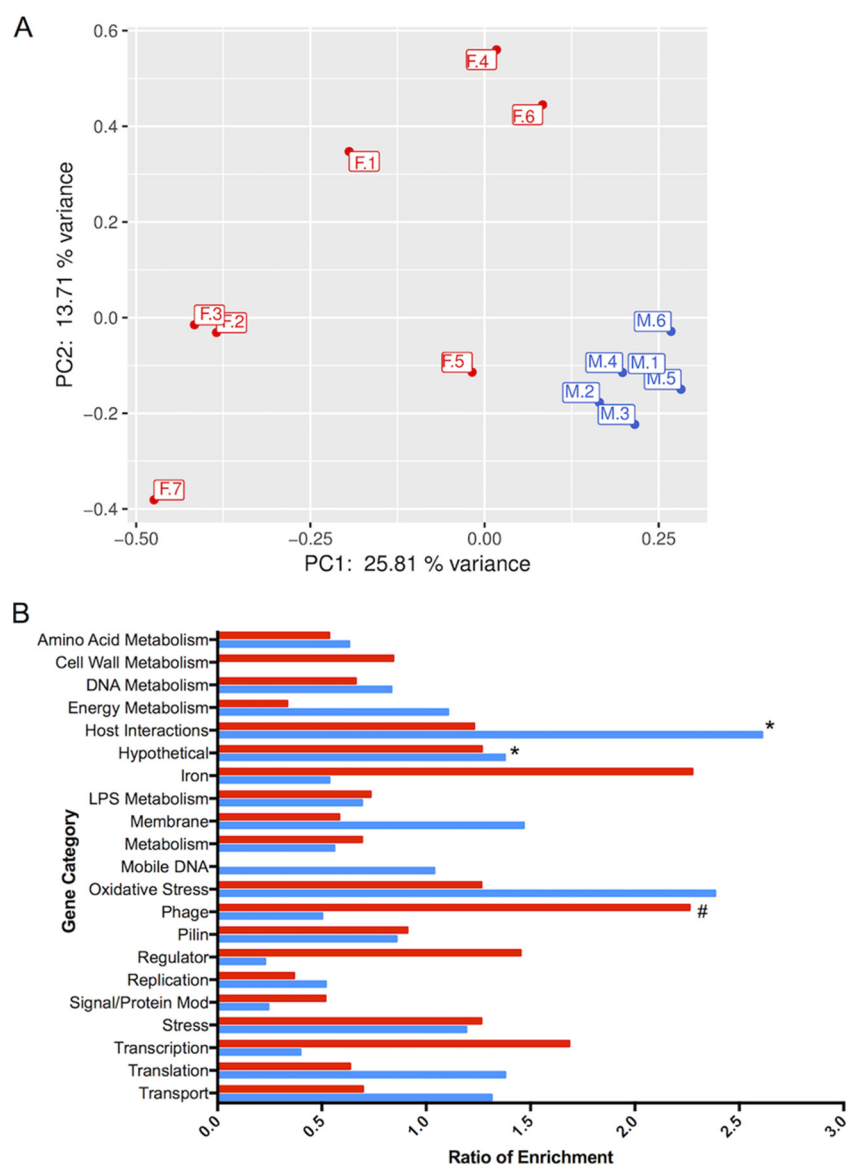 A
0.6
0.4
0.2
0.0
−0.2
−0.4
PC2: 13.71 % variance
F.4
F.6
F.1
F.3
F.2
F.5
F.7
M.6
M.4
M.1
M.5
M.2
M.3
−0.50
−0.25
0.00
0.25
PC1: 25.81 % variance
B
Gene Category
Amino Acid Metabolism
Cell Wall Metabolism
DNA Metabolism
Energy Metabolism
Host Interactions
*
Hypothetical
*
Iron
LPS Metabolism
Membrane
Metabolism
Mobile DNA
Oxidative Stress
Phage
#
Pilin
Regulator
Replication
Signal/Protein Mod
Stress
Transcription
Translation
Transport
0.0
0.5
1.0
1.5
2.0
2.5
3.0
Ratio of Enrichment